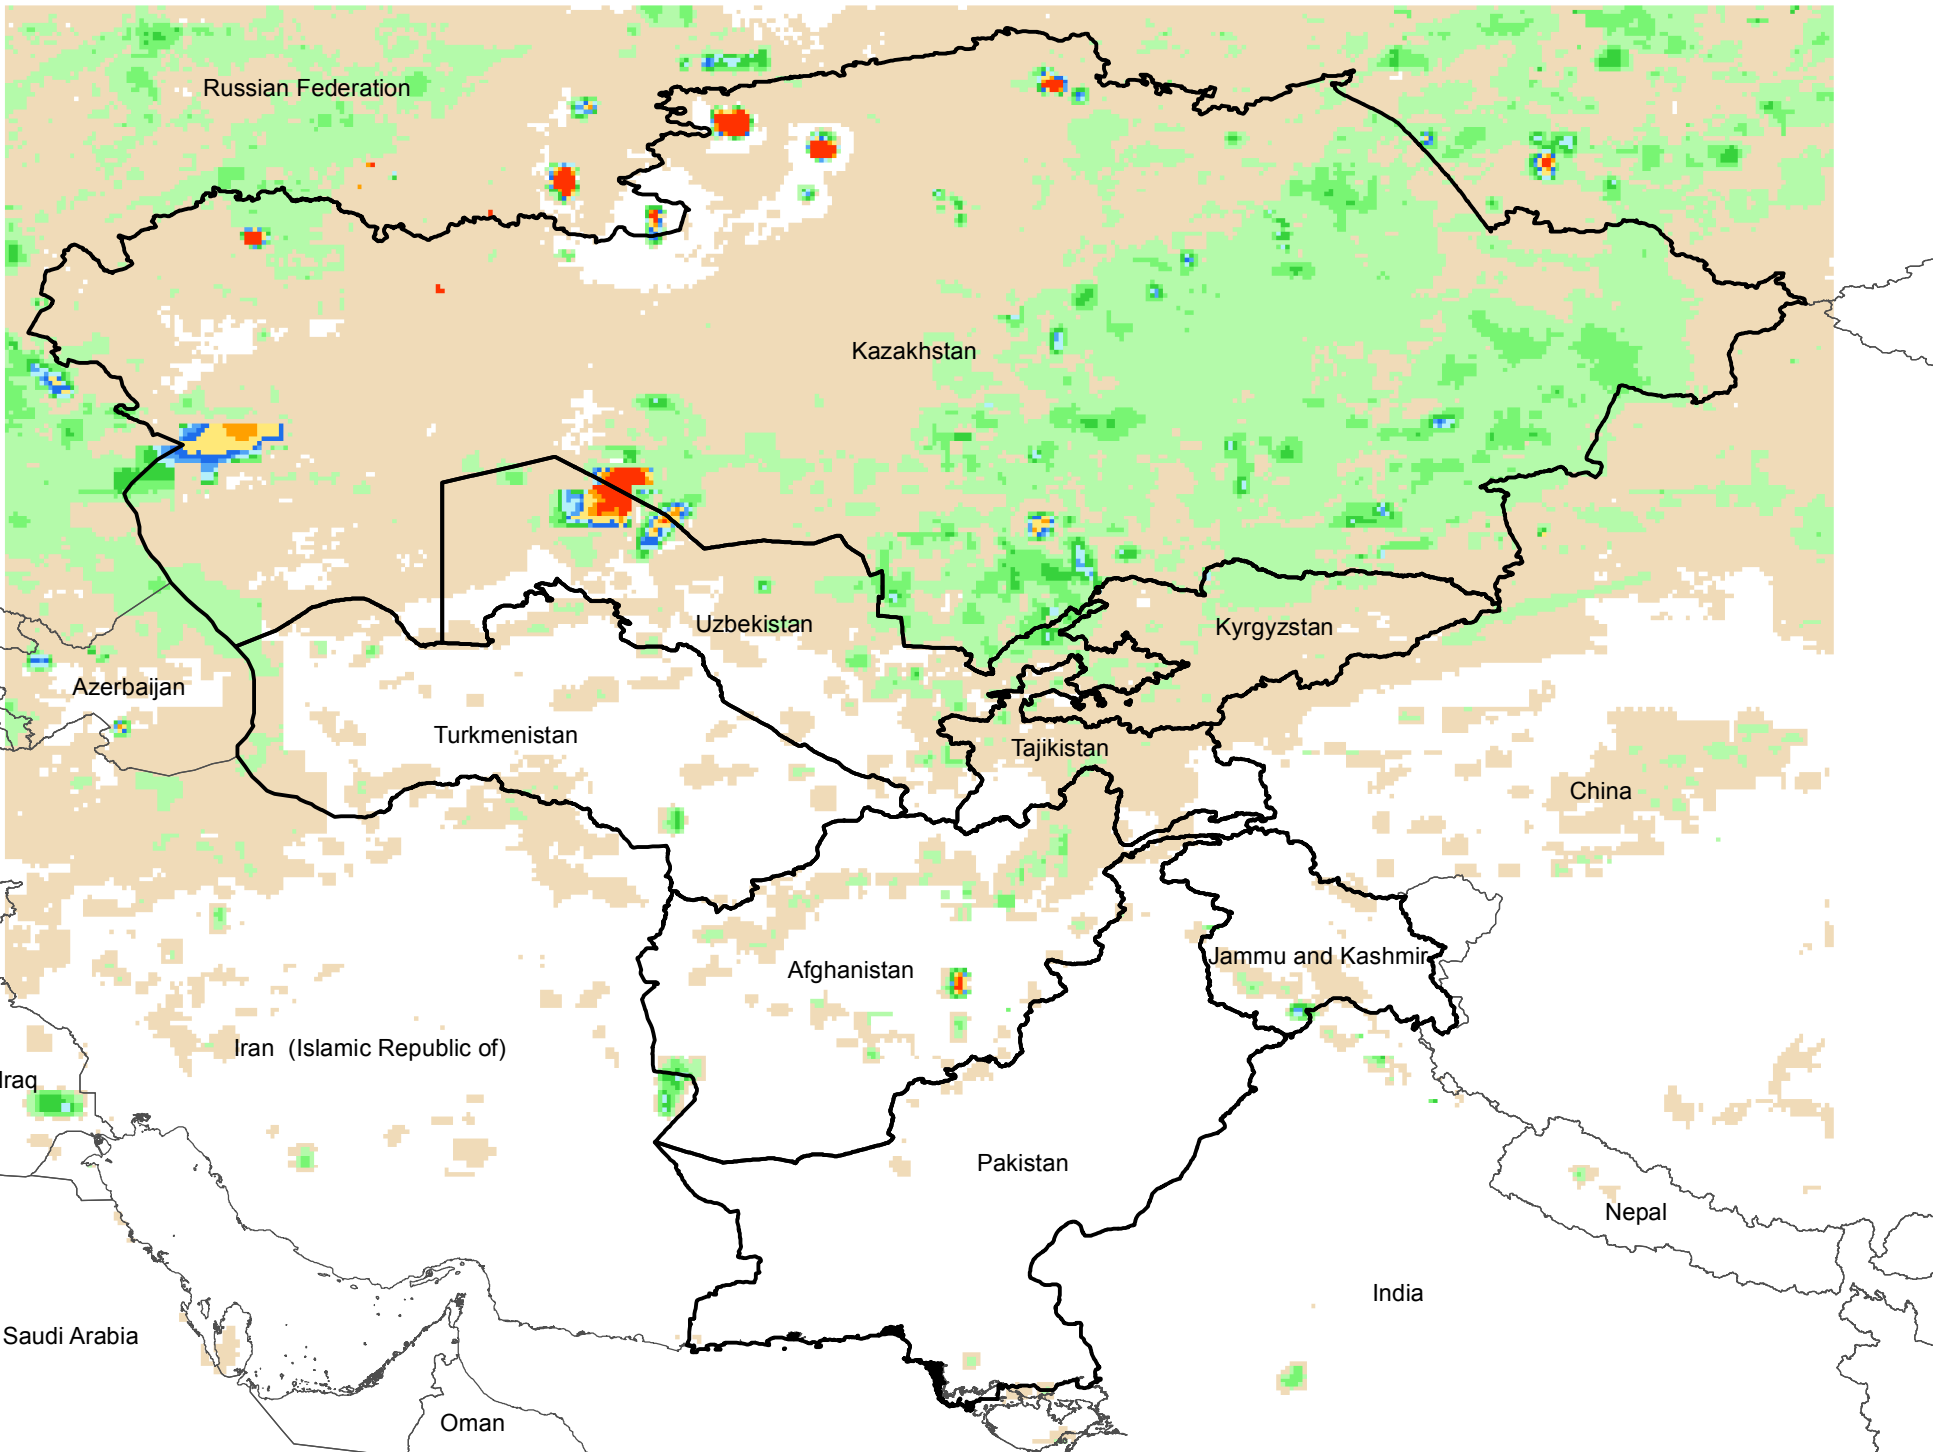 Russian Federation
Kazakhstan
Uzbekistan
Kyrgyzstan
Azerbaijan
Turkmenistan
Tajikistan
China
Afghanistan
Jammu and Kashmir
Iran (Islamic Republic of)
Iraq
Pakistan
Nepal
India
Saudi Arabia
Oman